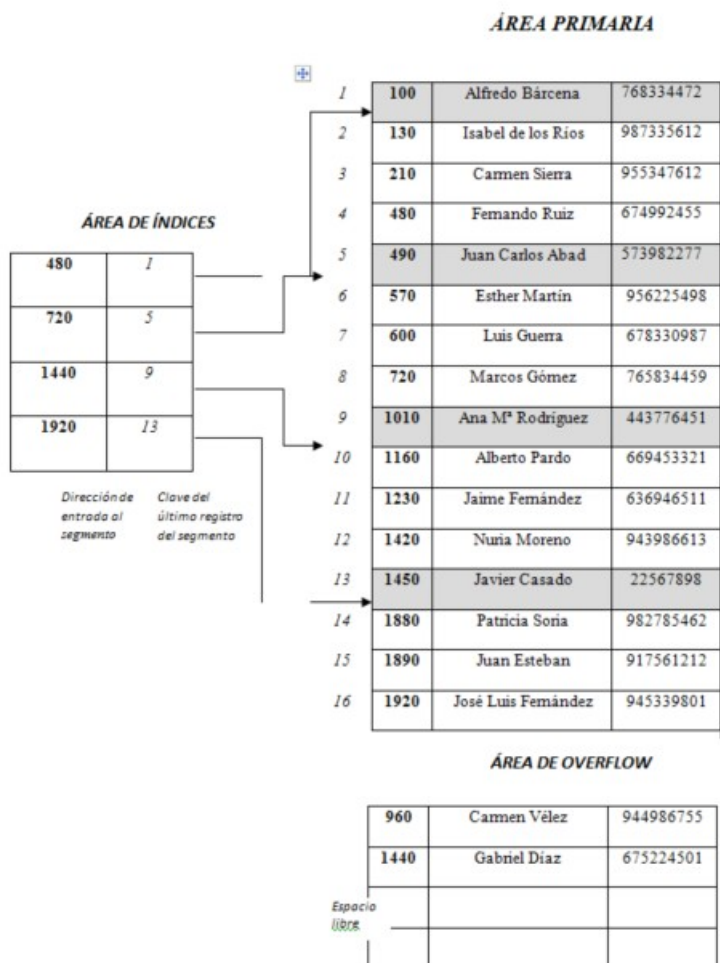 ÁREA PRIMARIA
1 100 Alfredo Bárcena 768334472
2 130 Isabel de los Ríos 987335612
3 210 Carmen Sierra 955347612
4 480 Fernando Ruiz 674992455
5 490 Juan Carlos Abad 573982277
6 570 Esther Martín 956225498
7 600 Luis Guerra 678330987
8 720 Marcos Gómez 765834459
9 1010 Ana Mª Rodríguez 443776451
10 1160 Alberto Pardo 669453321
11 1230 Jaime Fernández 636946511
12 1420 Nuria Moreno 943986613
13 1450 Javier Casado 22567898
14 1880 Patricia Soria 982785462
15 1890 Juan Esteban 917561212
16 1920 José Luis Fernández 945339801
ÁREA DE ÍNDICES
480 1
720 5
1440 9
1920 13
Dirección de
entrada al
segmento
Clave del
último registro
del segmento
ÁREA DE OVERFLOW
960 Carmen Vélez 944986755
1440 Gabriel Díaz 675224501
Espacio
libre